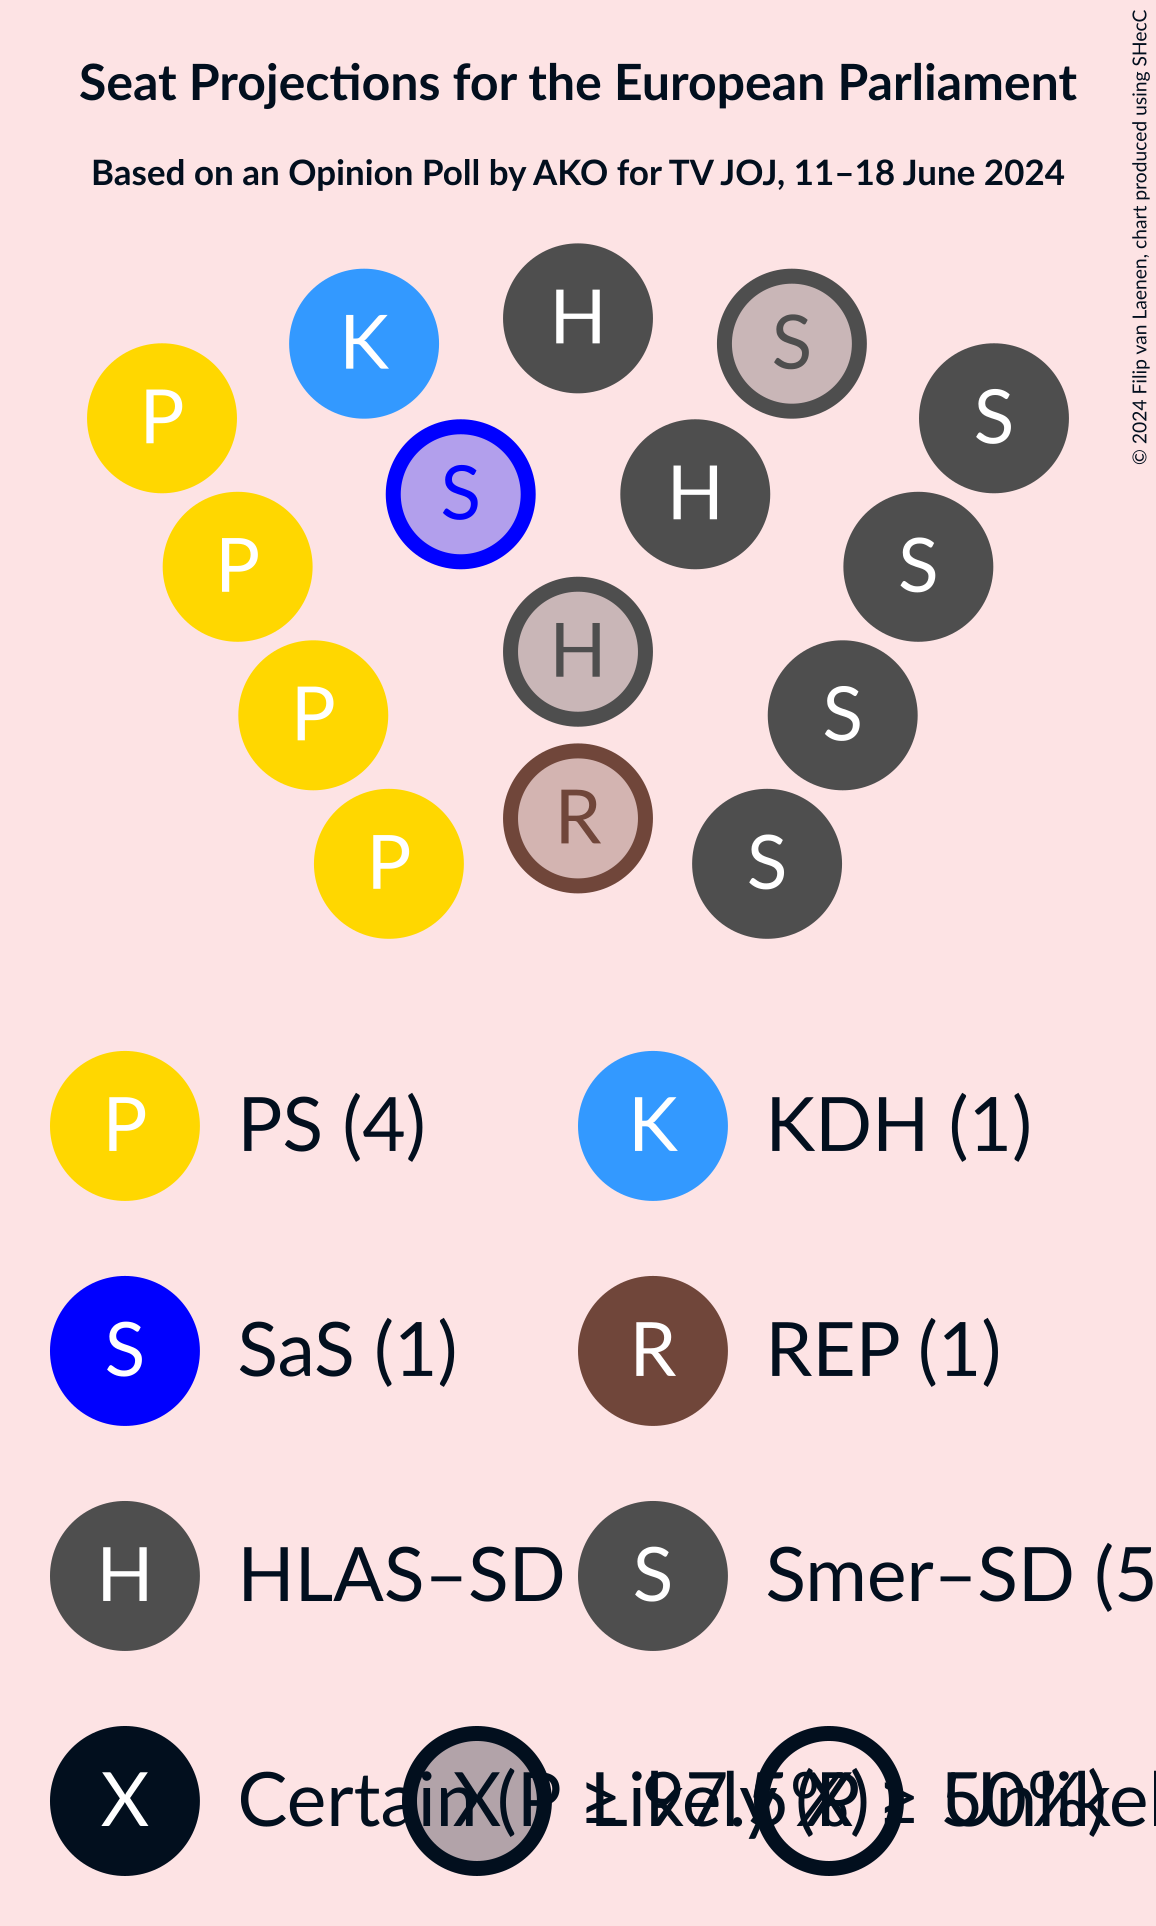 Seat Projections for the European Parliament
Based on an Opinion Poll by AKO for TV JOJ, 11–18 June 2024
© 2024 Filip van Laenen, chart produced using SHecC
H
K S
P S
S H
P S
H
P S
R
P S
P PS (4) K KDH (1)
S SaS (1) R REP (1)
H HLAS–SD S Smer–SD (5
X Certain (P ≥ 97.5%) X Likely (P ≥ 50%) X Unlikel